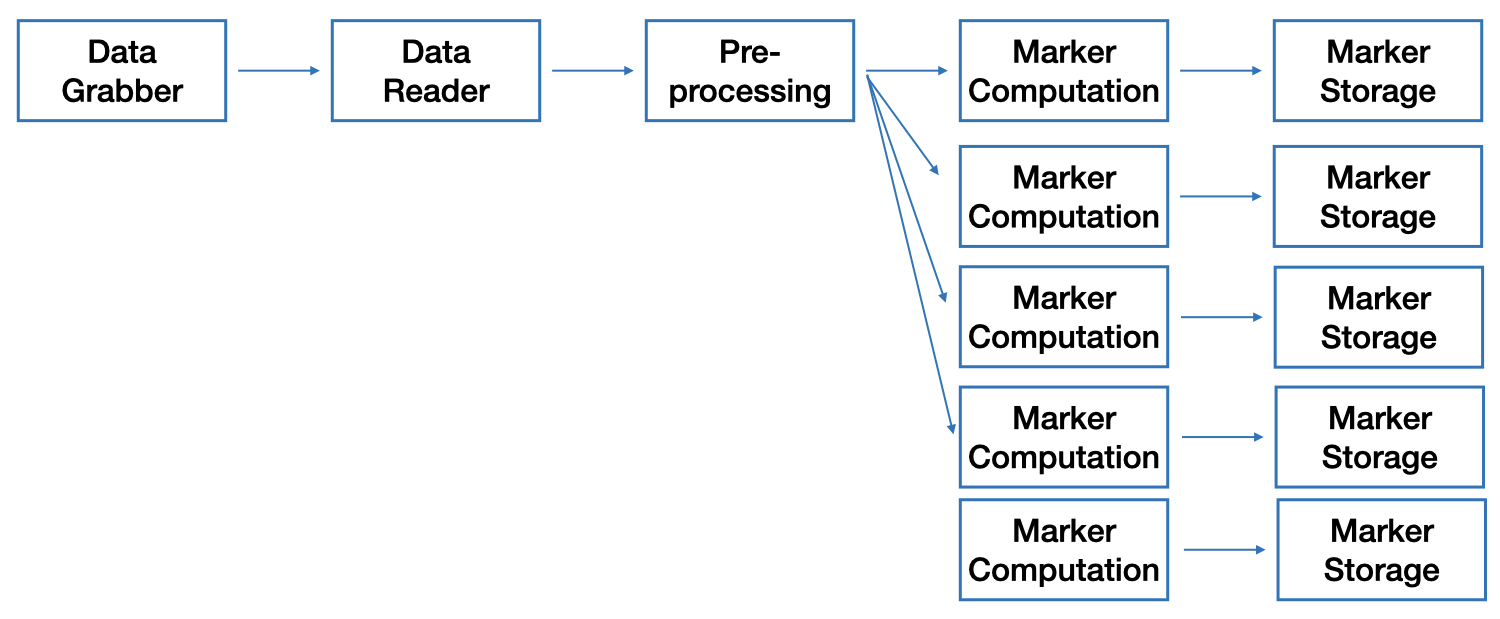 Data
Grabber
Data
Reader
Pre-
processing
Marker
Computation
Marker
Storage
Marker
Computation
Marker
Storage
Marker
Computation
Marker
Storage
Marker
Computation
Marker
Storage
Marker
Computation
Marker
Storage